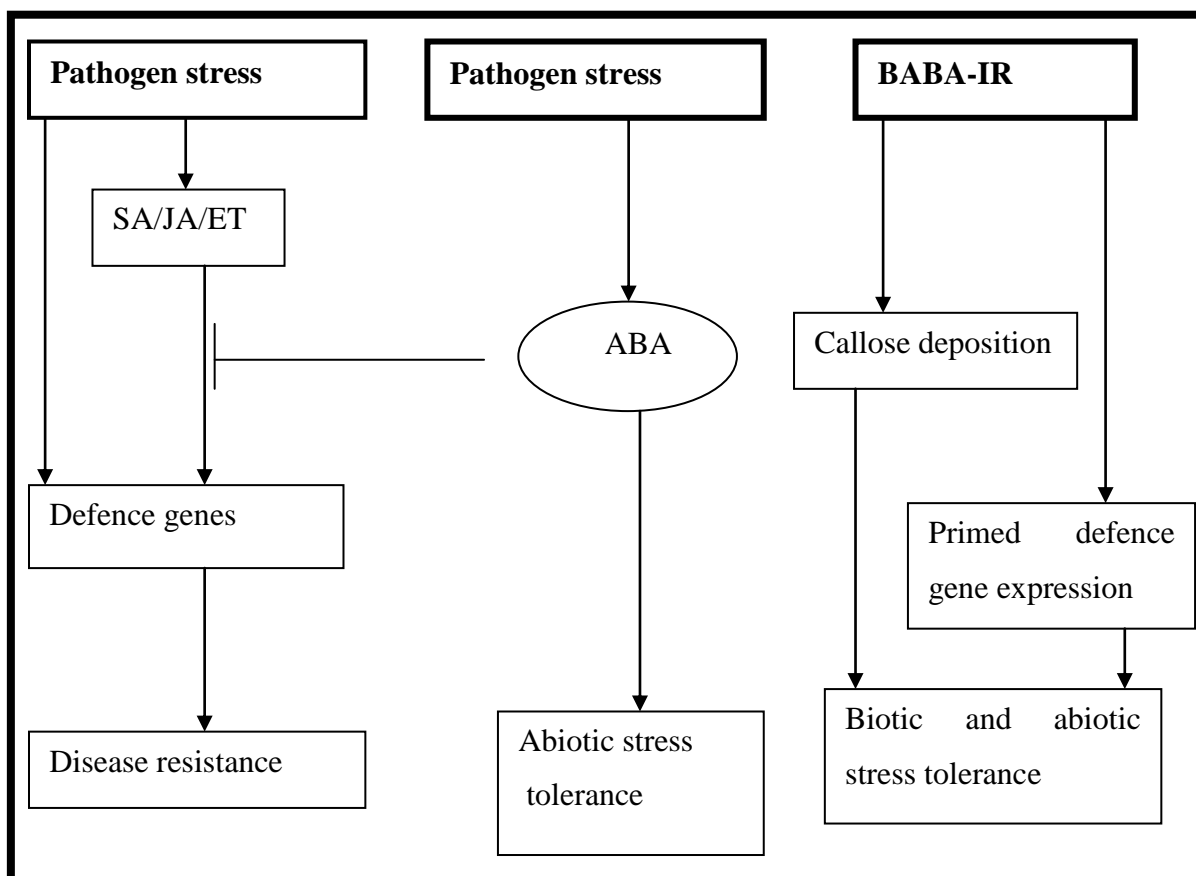 Pathogen stress
SA/JA/ET
Defence genes
Disease resistance
Pathogen stress
ABA
Abiotic stress
tolerance
BABA-IR
Callose deposition
Primed defence
gene expression
Biotic and abiotic
stress tolerance